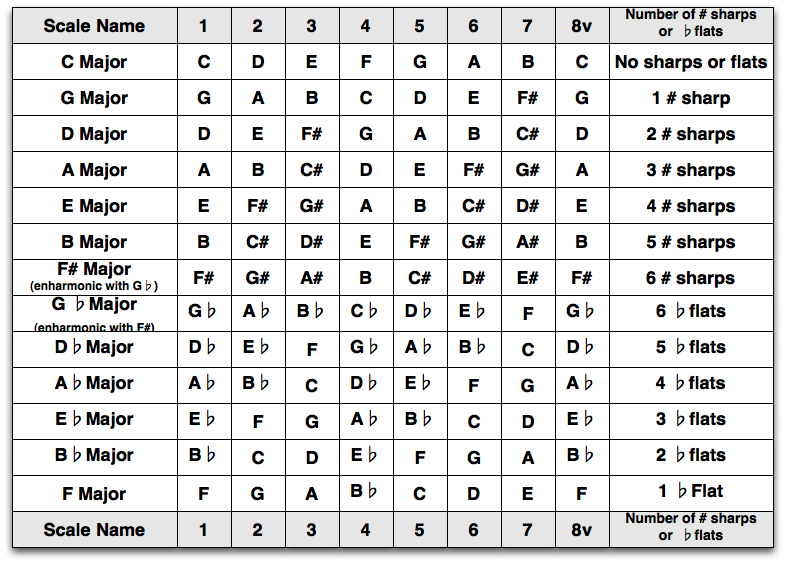 Scale Name 1 2 3 4 5 6 7 8v Number of # sharps
or ♭flats
C Major C D E F G A B C No sharps or flats
G Major G A B C D E F# G 1 # sharp
D Major D E F# G A B C# D 2 # sharps
A Major A B C# D E F# G# A 3 # sharps
E Major E F# G# A B C# D# E 4 # sharps
B Major B C# D# E F# G# A# B 5 # sharps
F# Major F# G# A# B C# D# E# F# 6 # sharps
(enharmonic with G♭)
G ♭Major G♭ A♭ B♭ C♭ D♭ E♭ F G♭ 6 ♭flats
(enharmonic with F#)
D♭Major D♭ E♭ F G♭ A♭ B♭ C D♭ 5 ♭flats
A♭Major A♭ B♭ C D♭ E♭ F G A♭ 4 ♭flats
E♭Major E♭ F G A♭ B♭ C D E♭ 3 ♭flats
B♭Major B♭ C D E♭ F G A B♭ 2 ♭flats
F Major F G A B♭ C D E F 1 ♭Flat
Scale Name 1 2 3 4 5 6 7 8v Number of # sharps
or ♭flats